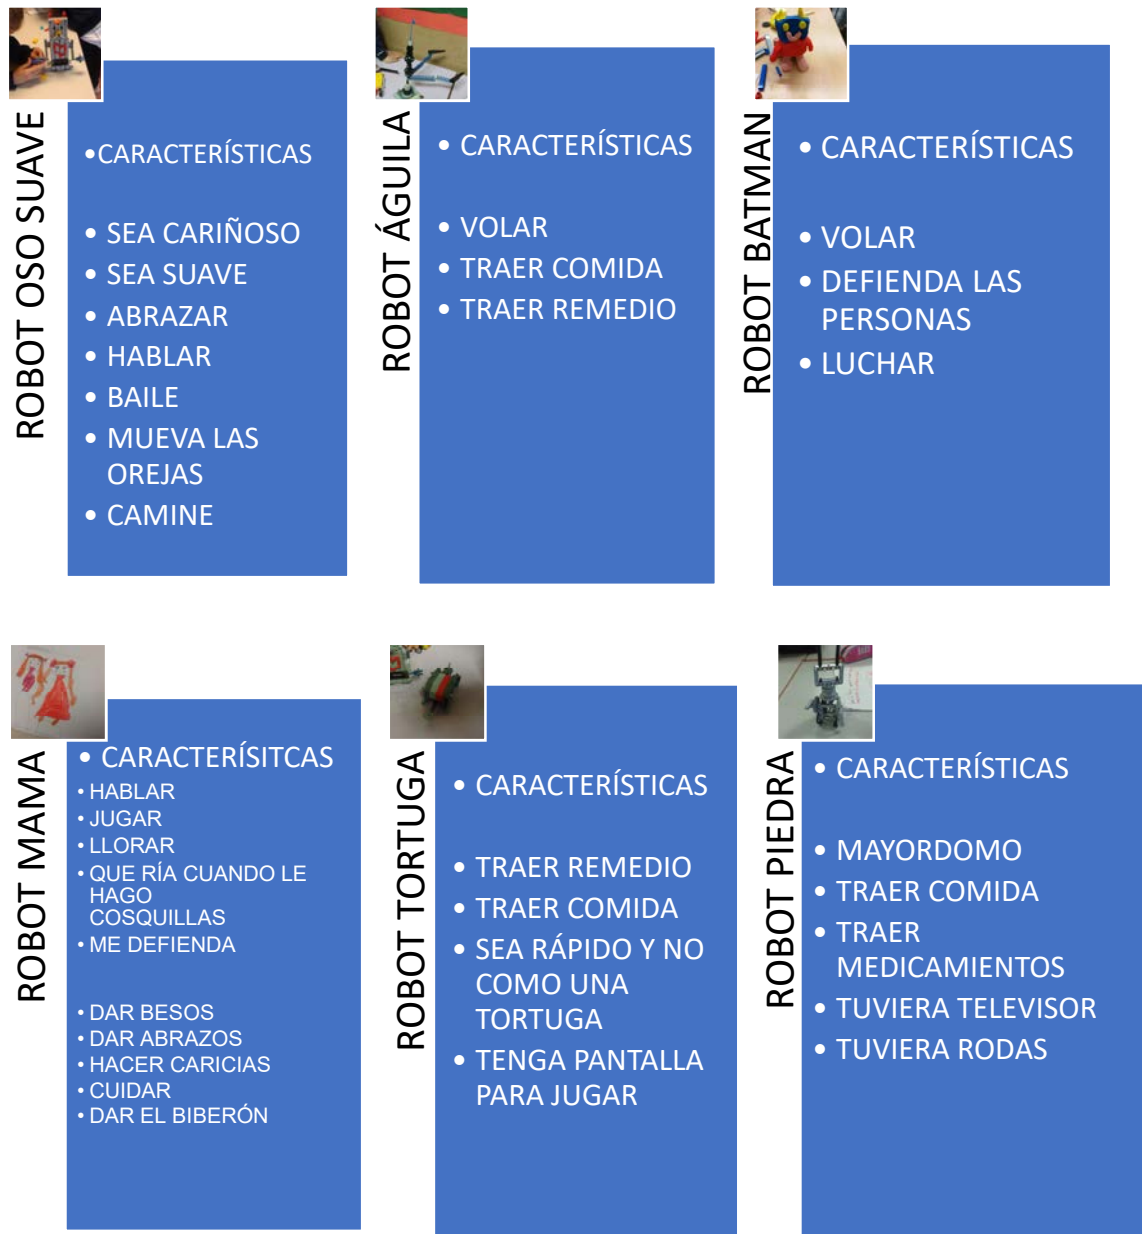 ROBOT OSO SUAVE
•CARACTERÍSTICAS
• SEA CARIÑOSO
• SEA SUAVE
• ABRAZAR
• HABLAR
• BAILE
• MUEVA LAS
OREJAS
• CAMINE
ROBOT ÁGUILA
• CARACTERÍSTICAS
• VOLAR
• TRAER COMIDA
• TRAER REMEDIO
ROBOT BATMAN
• CARACTERÍSTICAS
• VOLAR
• DEFIENDA LAS
PERSONAS
• LUCHAR
ROBOT MAMA
• CARACTERÍSITCAS
• HABLAR
• JUGAR
• LLORAR
• QUE RÍA CUANDO LE
HAGO
COSQUILLAS
• ME DEFIENDA
• DAR BESOS
• DAR ABRAZOS
• HACER CARICIAS
• CUIDAR
• DAR EL BIBERÓN
ROBOT TORTUGA
• CARACTERÍSTICAS
• TRAER REMEDIO
• TRAER COMIDA
• SEA RÁPIDO Y NO
COMO UNA
TORTUGA
• TENGA PANTALLA
PARA JUGAR
ROBOT PIEDRA
• CARACTERÍSTICAS
• MAYORDOMO
• TRAER COMIDA
• TRAER
MEDICAMIENTOS
• TUVIERA TELEVISOR
• TUVIERA RODAS